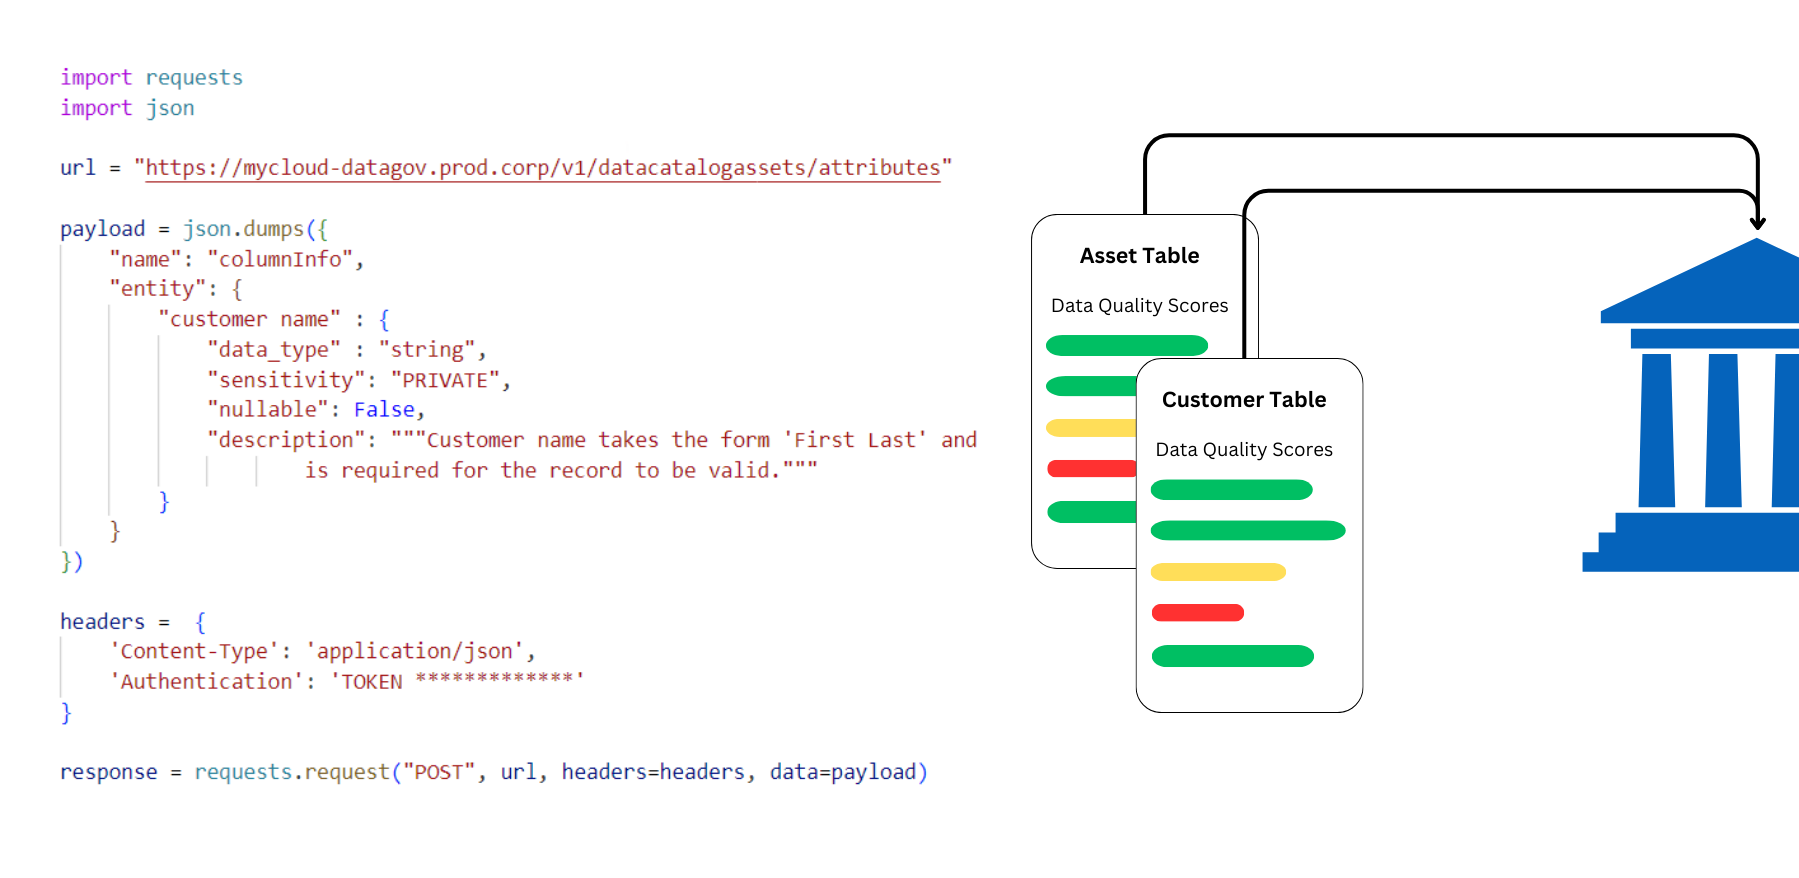 import requests
import json
url = "https://mycloud-datagov.prod.corp/v1/datacatalogassets/attributes"
payload = json.dumps({
    "name": "columnInfo",
    "entity": {
        "customer name" : {
            "data_type" : "string",
            "sensitivity": "PRIVATE",
            "nullable": False,
            "description": """Customer name takes the form 'First Last' and
                    is required for the record to be valid."""
        }
    }
})
headers =  {
    'Content-Type': 'application/json',
    'Authentication': 'TOKEN *************'
}
response = requests.request("POST", url, headers=headers, data=payload)
Asset Table
Data Quality Scores
Customer Table
Data Quality Scores